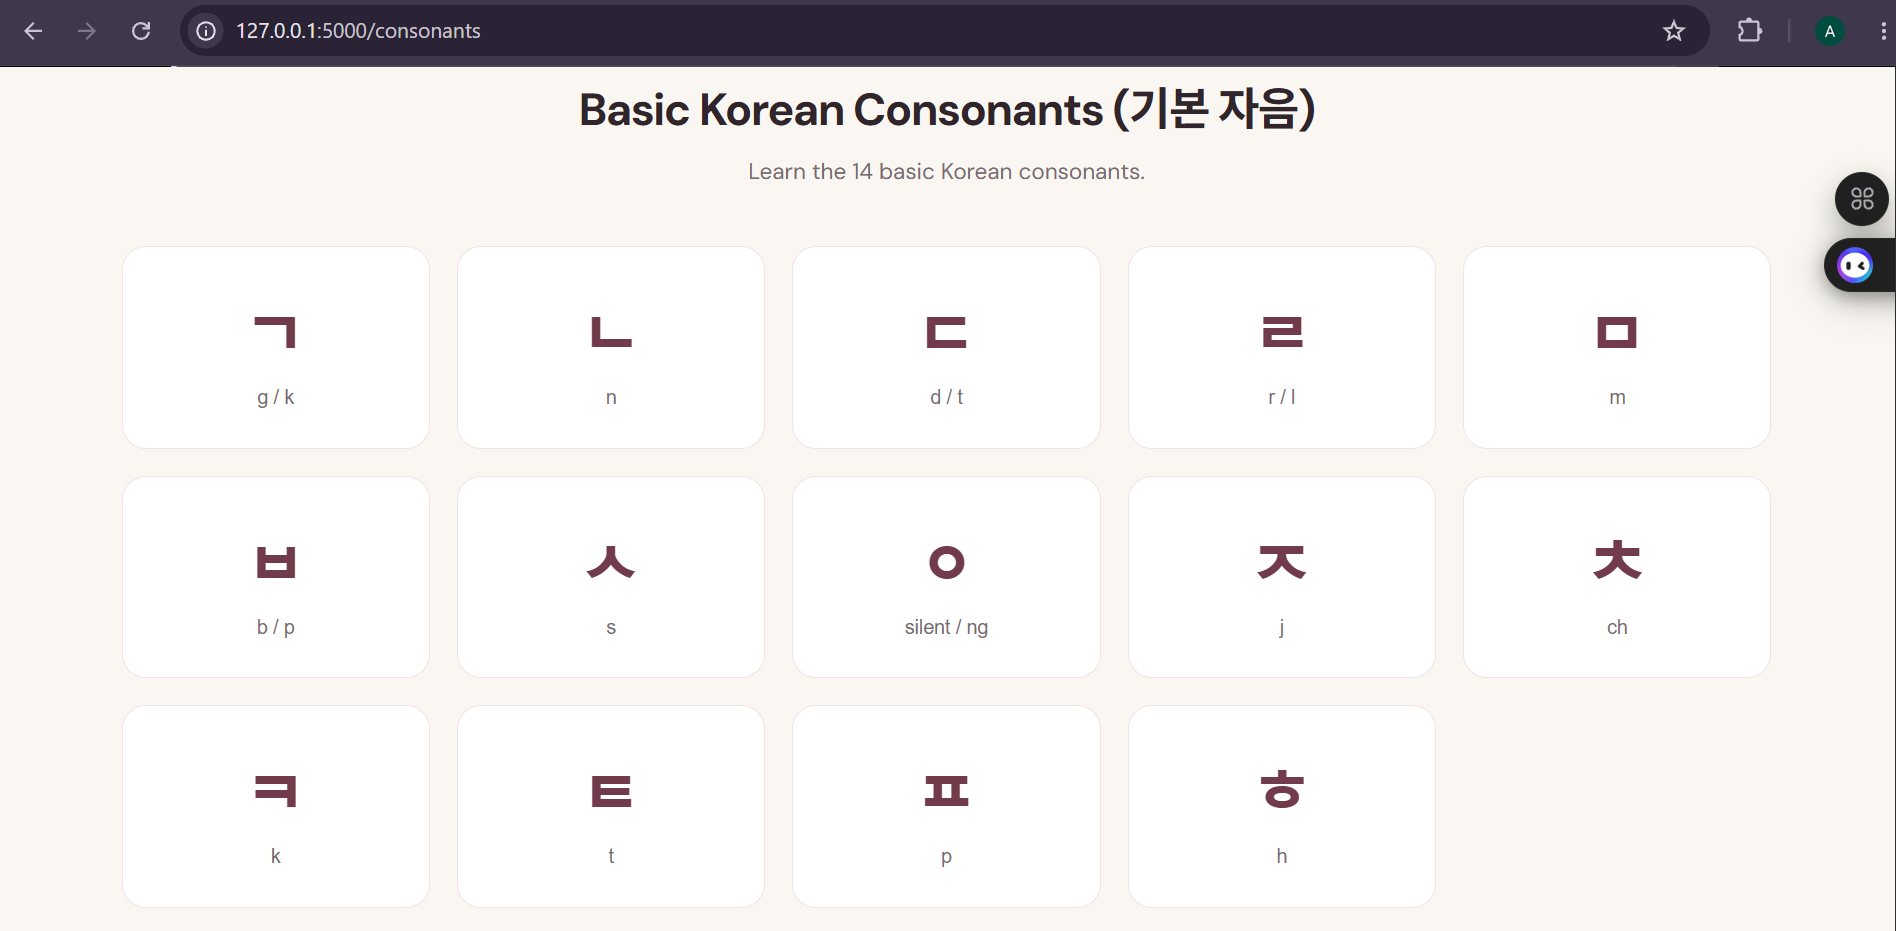 127.0.0.1:5000/consonants
A
Basic Korean Consonants (기본 자음)
Learn the 14 basic Korean consonants.
ㄱ ㄴ ㄷ ㄹ ㅁ
g / k n d / t r / l m
ㅂ ㅅ ㅇ ㅈ ㅊ
b / p s silent / ng j ch
ㅋ ㅌ ㅍ ㅎ
k t p h